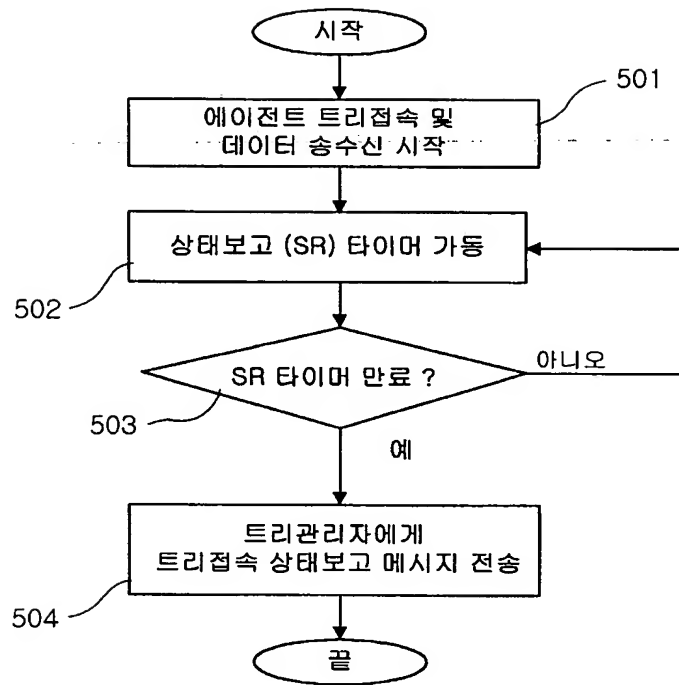 시작
501
에이전트 트리접속 및
데이터 송수신 시작
상태보고 (SR) 타이머 가동
502
SR 타이머 만료 ?
아니오
503
예
트리관리자에게
트리접속 상태보고 메시지 전송
504
끝